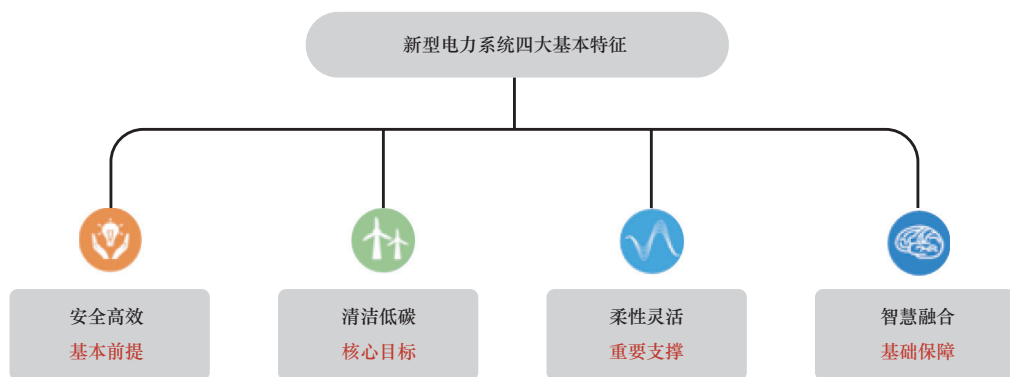 新型电力系统四大基本特征
安全高效
基本前提
清洁低碳
核心目标
柔性灵活
重要支撑
智慧融合
基础保障